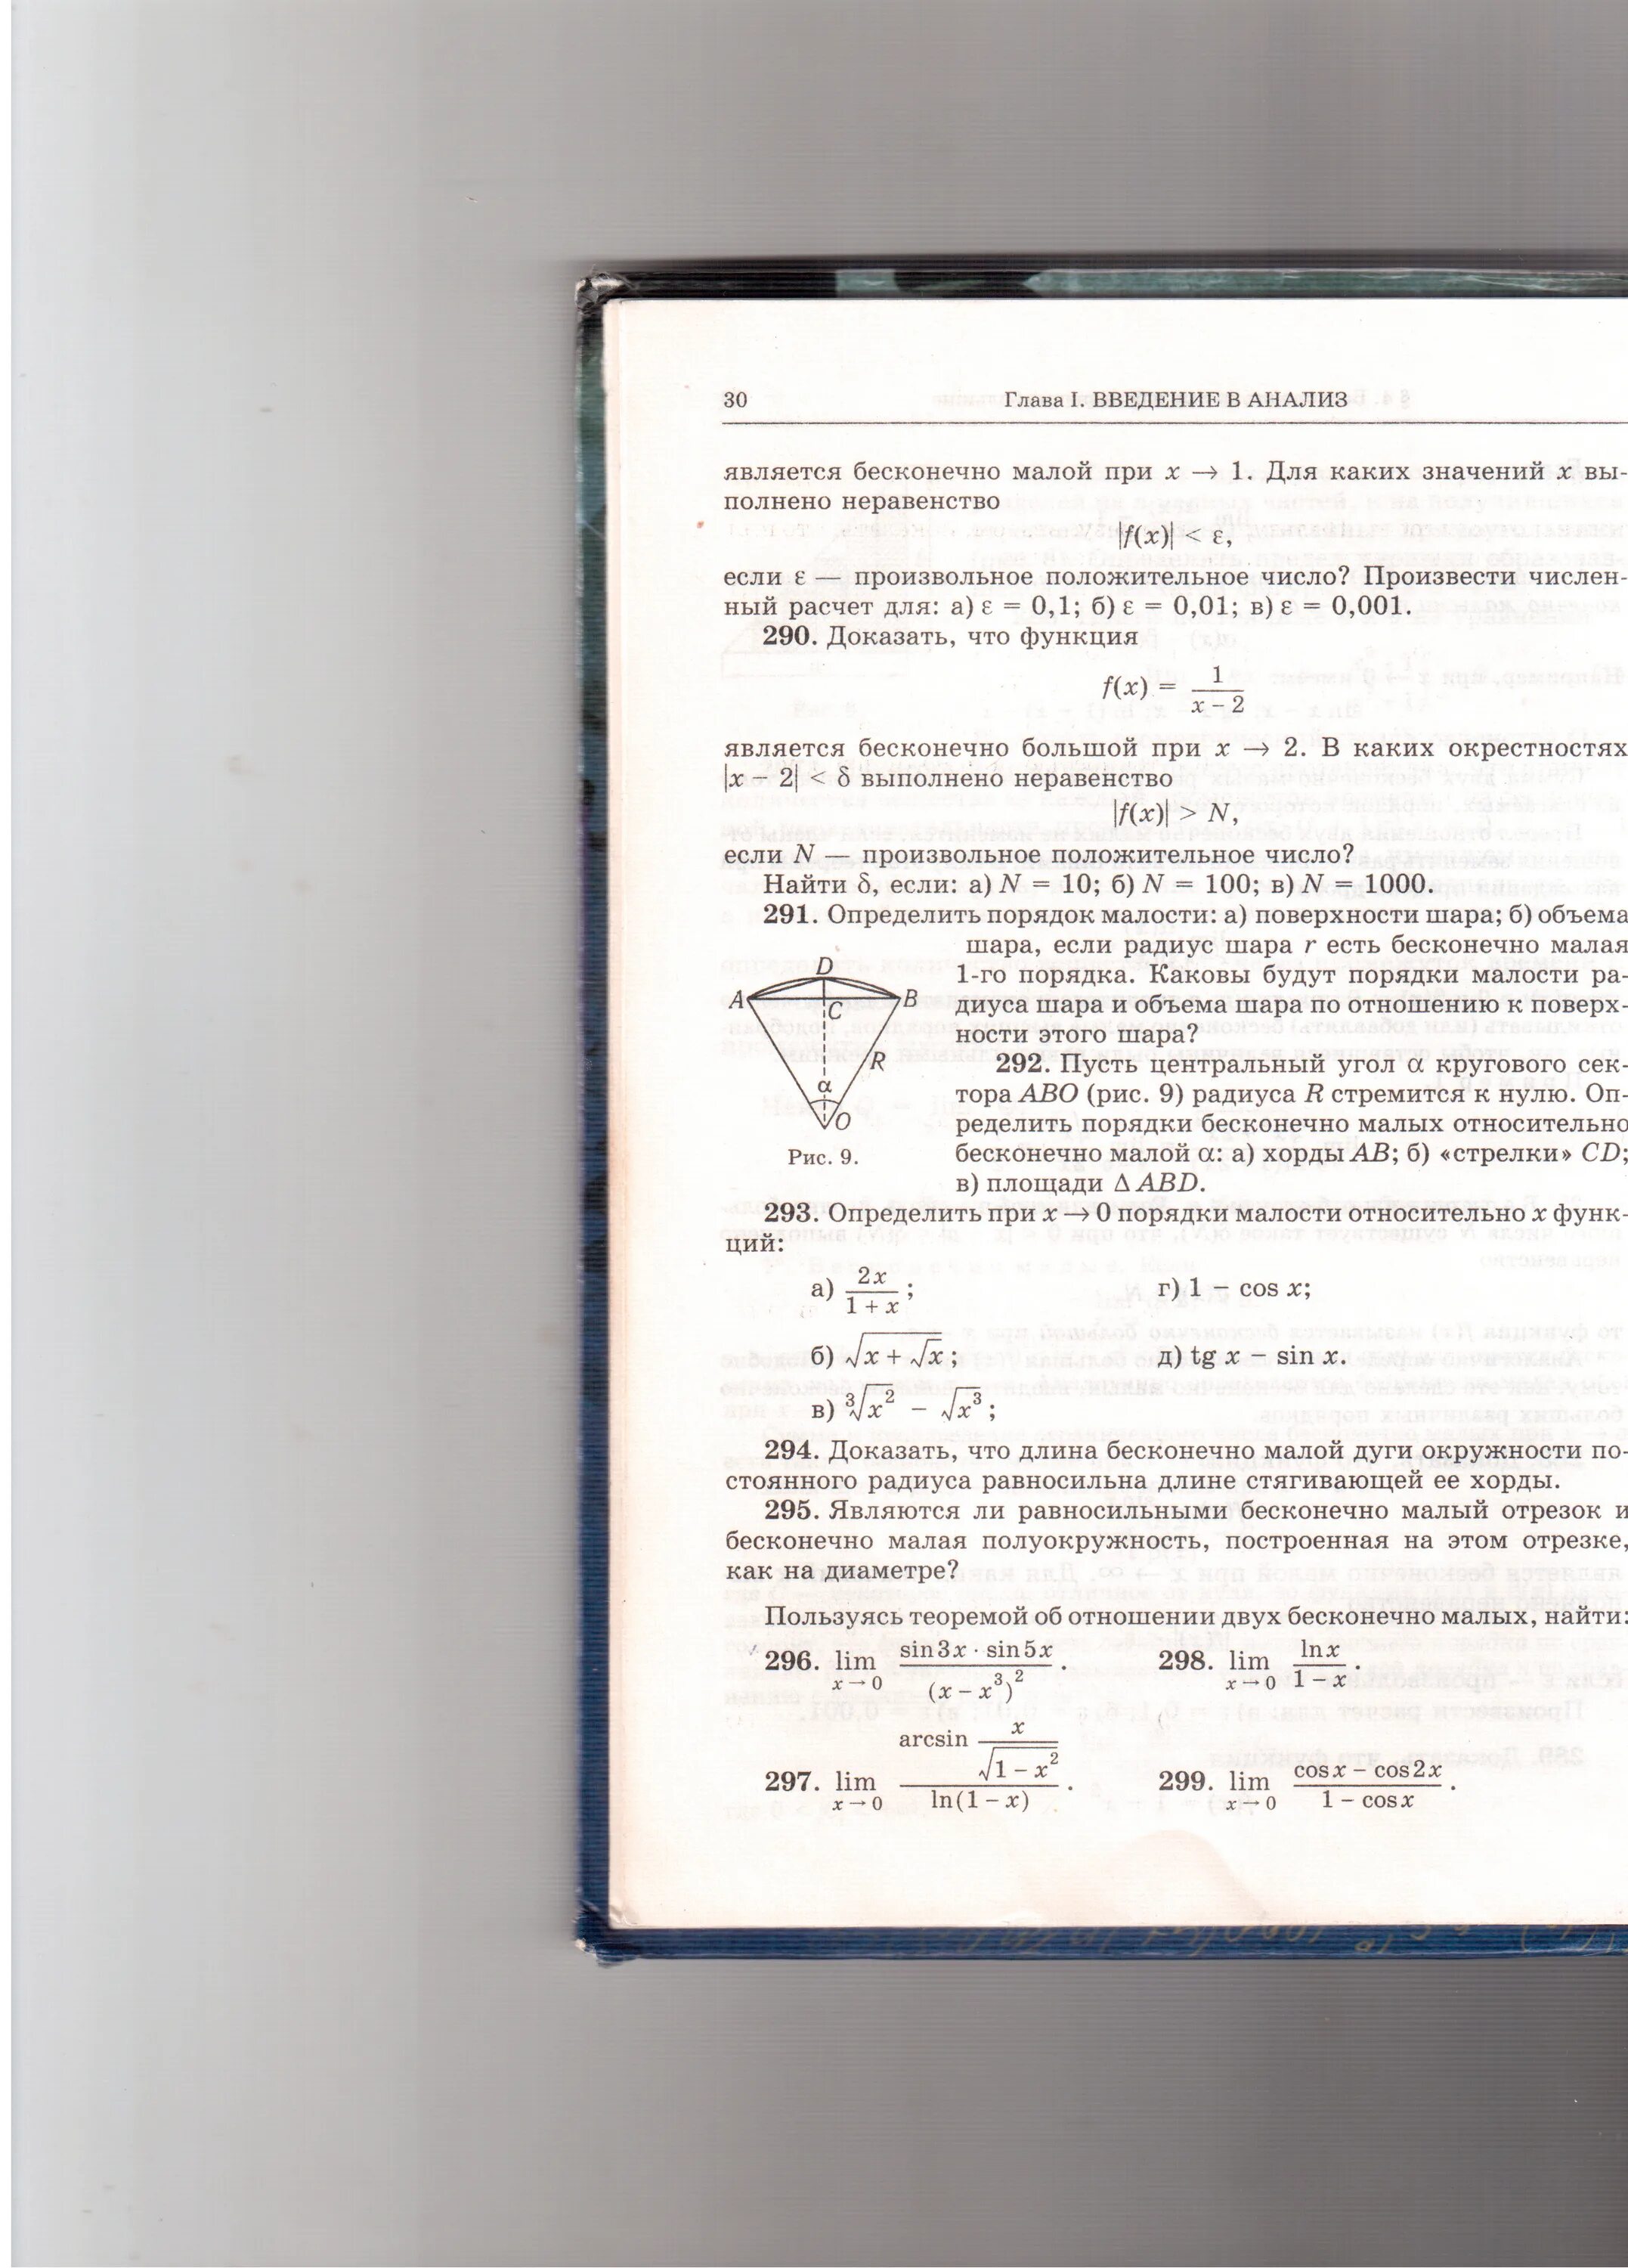 30
Глава I. ВВЕДЕНИЕ В АНАЛИЗ
является бесконечно малой при x → 1. Для каких значений x вы-
полнено неравенство
|f(x)| < ε,
если ε — произвольное положительное число? Произвести числен-
ный расчет для: а) ε = 0,1; б) ε = 0,01; в) ε = 0,001.
290. Доказать, что функция
f(x) = 1/(x − 2)
является бесконечно большой при x → 2. В каких окрестностях
|x − 2| < δ выполнено неравенство
|f(x)| > N,
если N — произвольное положительное число?
Найти δ, если: а) N = 10; б) N = 100; в) N = 1000.
291. Определить порядок малости: а) поверхности шара; б) объема
шара, если радиус шара r есть бесконечно малая
1-го порядка. Каковы будут порядки малости ра-
диуса шара и объема шара по отношению к поверх-
ности этого шара?
D
A
C
B
R
α
O
Рис. 9.
292. Пусть центральный угол α кругового сек-
тора ABO (рис. 9) радиуса R стремится к нулю. Оп-
ределить порядки бесконечно малых относительно
бесконечно малой α: а) хорды AB; б) «стрелки» CD;
в) площади Δ ABD.
293. Определить при x → 0 порядки малости относительно x функ-
ций:
а) 2x/(1 + x);
г) 1 − cos x;
б) √(x + √x);
д) tg x − sin x.
в) ∛x² − √x³;
294. Доказать, что длина бесконечно малой дуги окружности по-
стоянного радиуса равносильна длине стягивающей ее хорды.
295. Являются ли равносильными бесконечно малый отрезок и
бесконечно малая полуокружность, построенная на этом отрезке,
как на диаметре?
Пользуясь теоремой об отношении двух бесконечно малых, найти:
296. lim x→0 (sin 3x · sin 5x)/(x − x³)².
298. lim x→0 ln x/(1 − x).
297. lim x→0 arcsin (x/√(1 − x²))/ln(1 − x).
299. lim x→0 (cos x − cos 2x)/(1 − cos x).